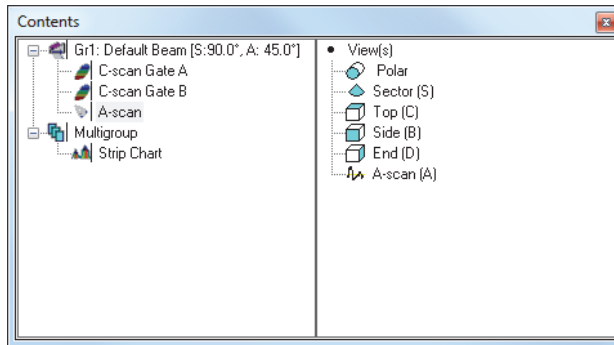 Contents
Gr1: Default Beam [S:90.0°, A: 45.0°]
C-scan Gate A
C-scan Gate B
A-scan
Multigroup
Strip Chart
View(s)
Polar
Sector (S)
Top (C)
Side (B)
End (D)
A-scan (A)